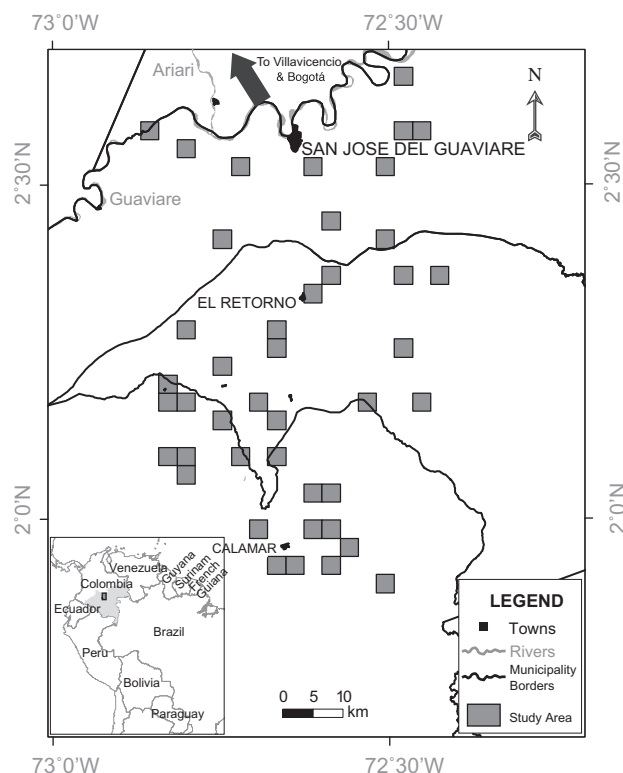 73°0'W
72°30'W
To Villavicencio
& Bogotá
Ariari
N
SAN JOSE DEL GUAVIARE
2°30'N
2°30'N
Guaviare
EL RETORNO
2°0'N
2°0'N
CALAMAR
Venezuela
Guyana
Surinam
French
Guiana
Colombia
Ecuador
Brazil
Peru
Bolivia
Paraguay
0 5 10
km
LEGEND
Towns
Rivers
Municipality
Borders
Study Area
73°0'W
72°30'W